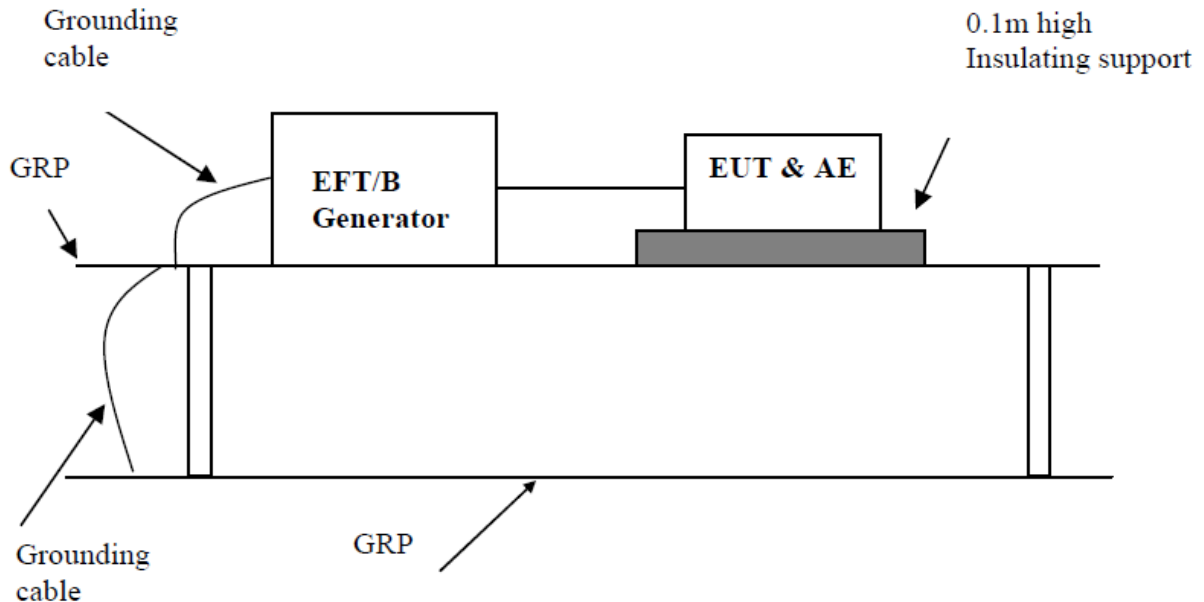 Grounding
cable
0.1m high
Insulating support
GRP
EFT/B
Generator
EUT & AE
Grounding
cable
GRP